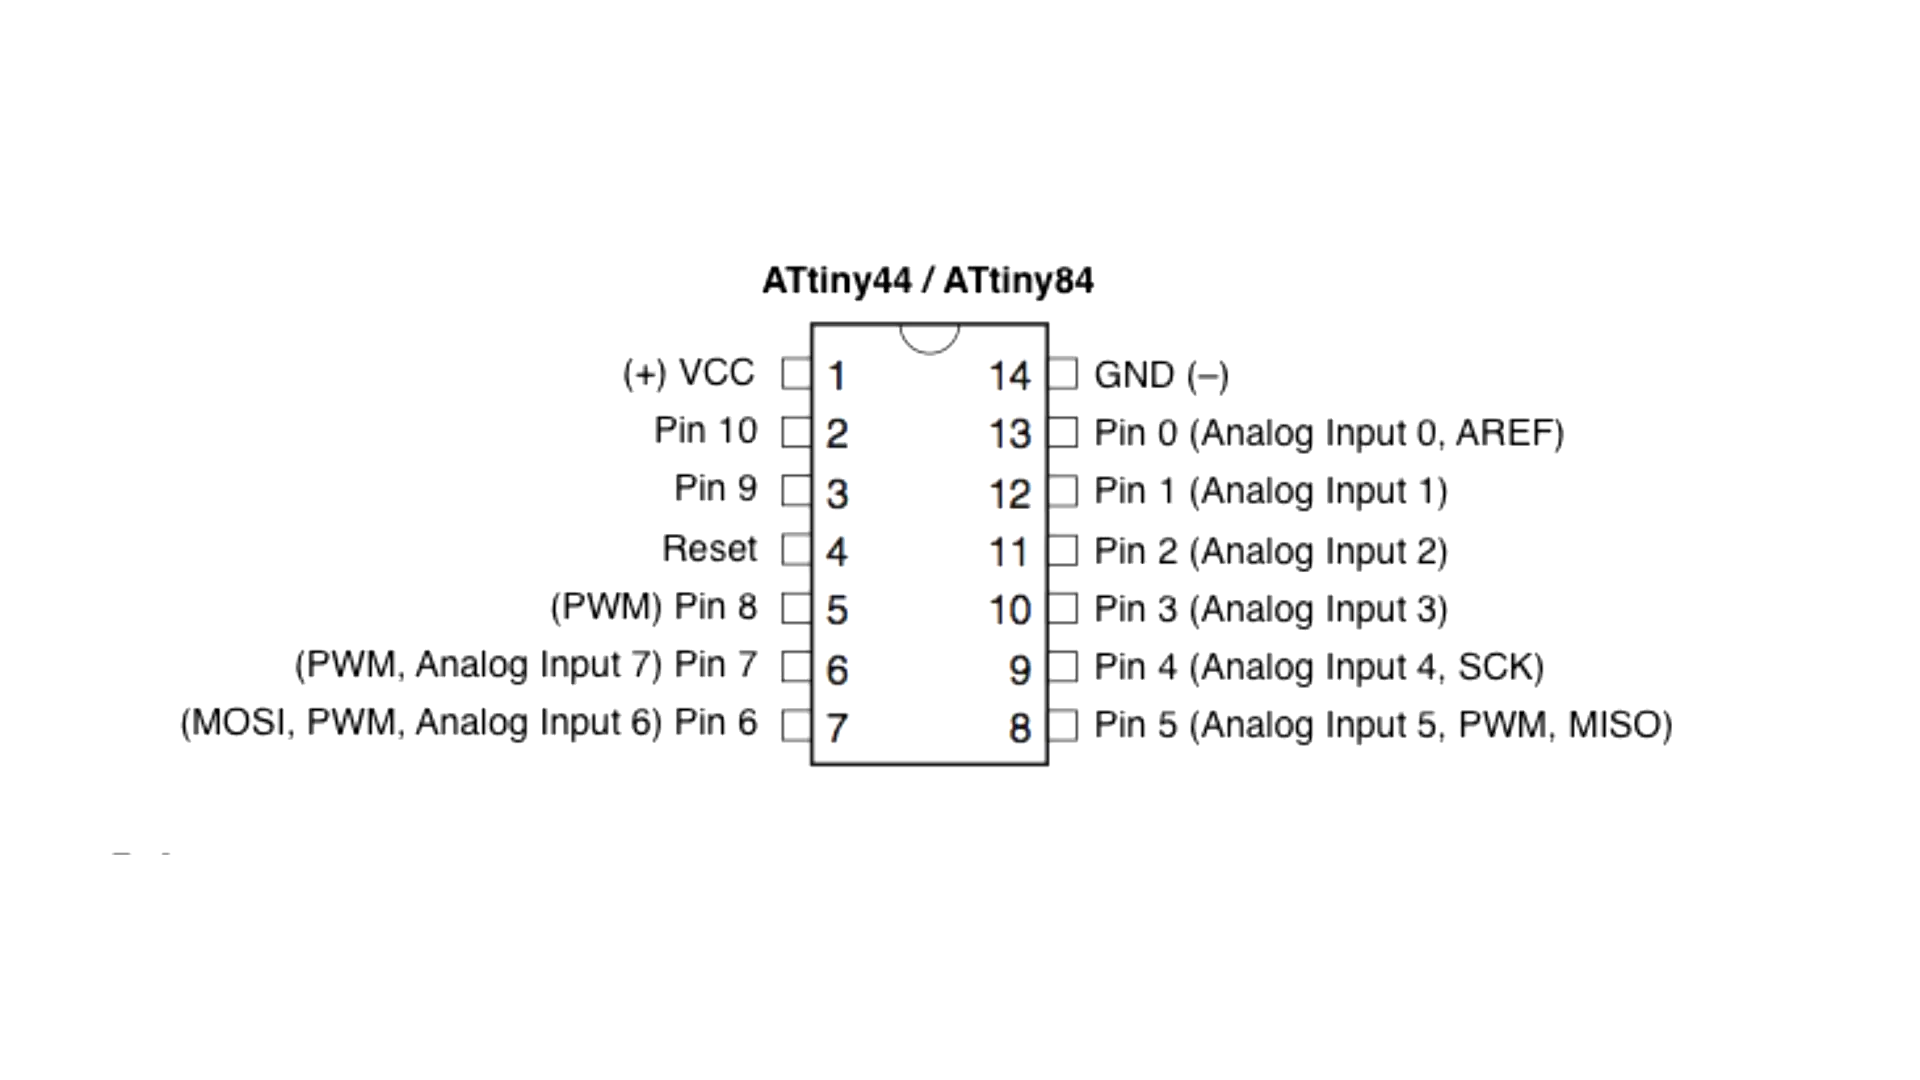 ATtiny44 / ATtiny84
(+) VCC 1 14 GND (–)
Pin 10 2 13 Pin 0 (Analog Input 0, AREF)
Pin 9 3 12 Pin 1 (Analog Input 1)
Reset 4 11 Pin 2 (Analog Input 2)
(PWM) Pin 8 5 10 Pin 3 (Analog Input 3)
(PWM, Analog Input 7) Pin 7 6 9 Pin 4 (Analog Input 4, SCK)
(MOSI, PWM, Analog Input 6) Pin 6 7 8 Pin 5 (Analog Input 5, PWM, MISO)